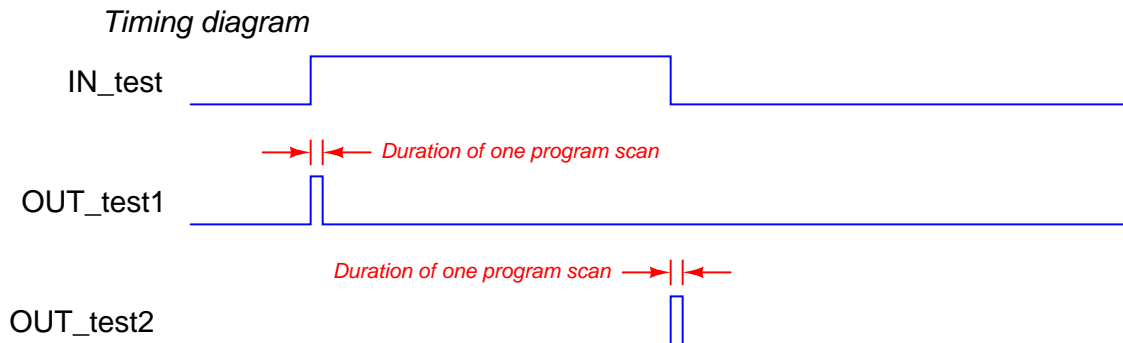 Timing diagram
IN_test
Duration of one program scan
OUT_test1
Duration of one program scan
OUT_test2